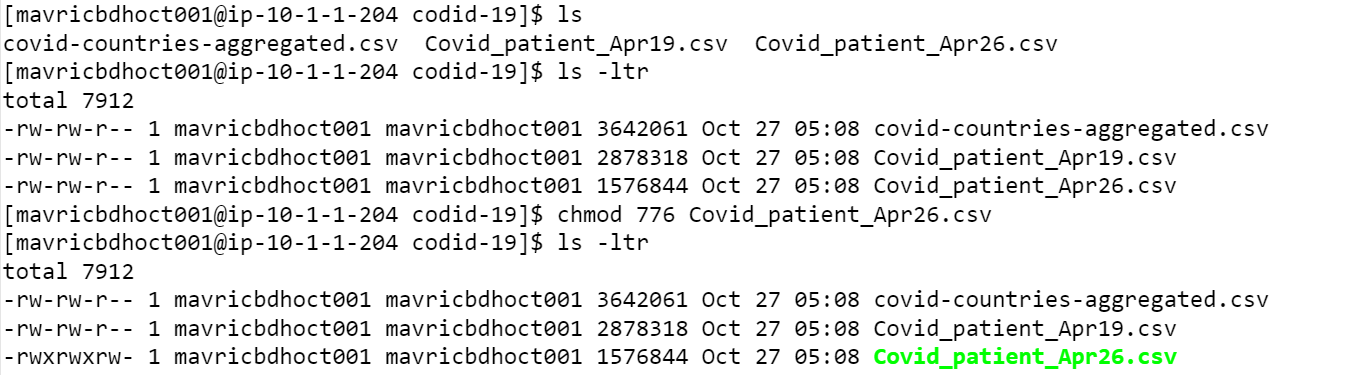 [mavricbdhoct001@ip-10-1-1-204 codid-19]$ ls
covid-countries-aggregated.csv  Covid_patient_Apr19.csv  Covid_patient_Apr26.csv
[mavricbdhoct001@ip-10-1-1-204 codid-19]$ ls -ltr
total 7912
-rw-rw-r-- 1 mavricbdhoct001 mavricbdhoct001 3642061 Oct 27 05:08 covid-countries-aggregated.csv
-rw-rw-r-- 1 mavricbdhoct001 mavricbdhoct001 2878318 Oct 27 05:08 Covid_patient_Apr19.csv
-rw-rw-r-- 1 mavricbdhoct001 mavricbdhoct001 1576844 Oct 27 05:08 Covid_patient_Apr26.csv
[mavricbdhoct001@ip-10-1-1-204 codid-19]$ chmod 776 Covid_patient_Apr26.csv
[mavricbdhoct001@ip-10-1-1-204 codid-19]$ ls -ltr
total 7912
-rw-rw-r-- 1 mavricbdhoct001 mavricbdhoct001 3642061 Oct 27 05:08 covid-countries-aggregated.csv
-rw-rw-r-- 1 mavricbdhoct001 mavricbdhoct001 2878318 Oct 27 05:08 Covid_patient_Apr19.csv
-rwxrwxrw- 1 mavricbdhoct001 mavricbdhoct001 1576844 Oct 27 05:08 Covid_patient_Apr26.csv